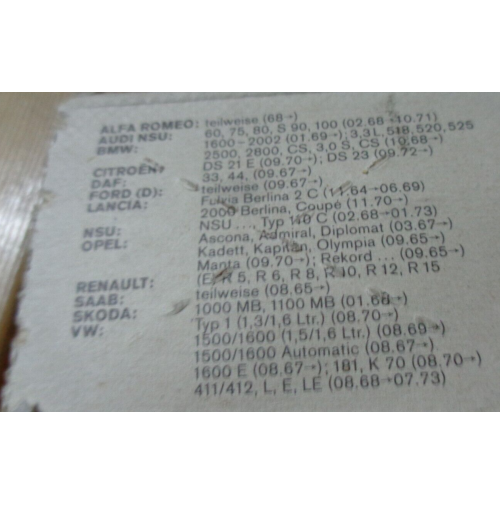 ALFA ROMEO: teilweise (68→)
AUDI NSU: 60, 75, 80, S 90, 100 (02.68→10.71)
BMW: 1600–2002 (01.69→); 3,3 L, 518, 520, 525
2500, 2800, CS, 3,0 S, CS (10.68→)
CITROËN: DS 21 E (09.70→); DS 23 (09.72→)
DAF: 33, 44, (09.67→)
FORD (D): teilweise (09.67→)
LANCIA: Fulvia Berlina 2 C (11.64→06.69)
2000 Berlina, Coupé (11.70→)
NSU: NSU ..., Typ 110 C (02.68→01.73)
OPEL: Ascona, Admiral, Diplomat (03.67→)
Kadett, Kapitän, Olympia (09.65→)
Manta (09.70→); Rekord ... (09.65→)
RENAULT: (E) R 5, R 6, R 8, R 10, R 12, R 15
SAAB: teilweise (08.65→)
SKODA: 1000 MB, 1100 MB (01.68→)
VW: Typ 1 (1,3/1,6 Ltr.) (08.70→)
1500/1600 (1,5/1,6 Ltr.) (08.69→)
1500/1600 Automatic (08.67→)
1600 E (08.67→); 181, K 70 (08.70→)
411/412, L, E, LE (08.68→07.73)